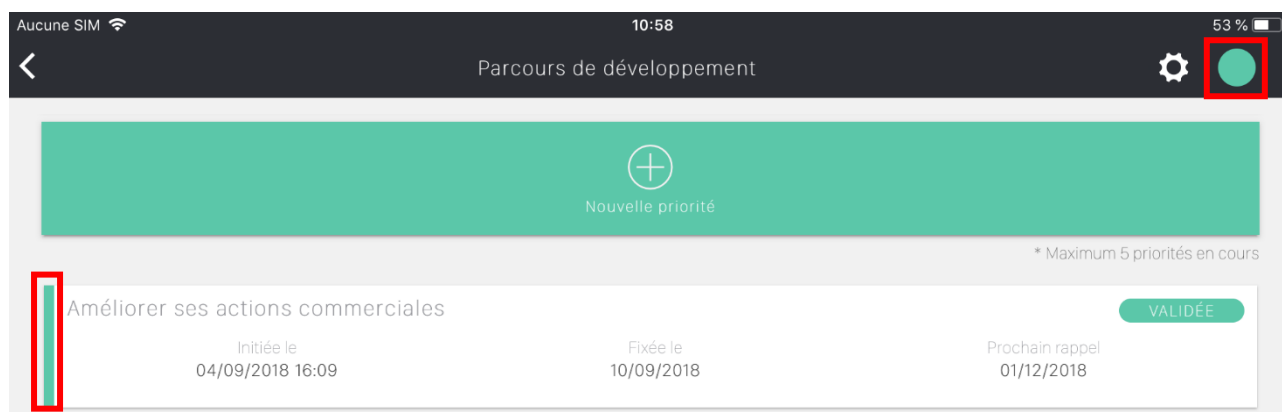 Aucune SIM 10:58 53 %
Parcours de développement
Nouvelle priorité
* Maximum 5 priorités en cours
Améliorer ses actions commerciales VALIDÉE
Initiée le Fixée le Prochain rappel
04/09/2018 16:09 10/09/2018 01/12/2018